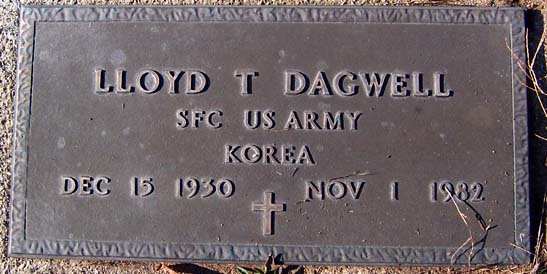 LLOYD T DAGWELL
SFC US ARMY
KOREA
DEC 15 1930 NOV 1 1982